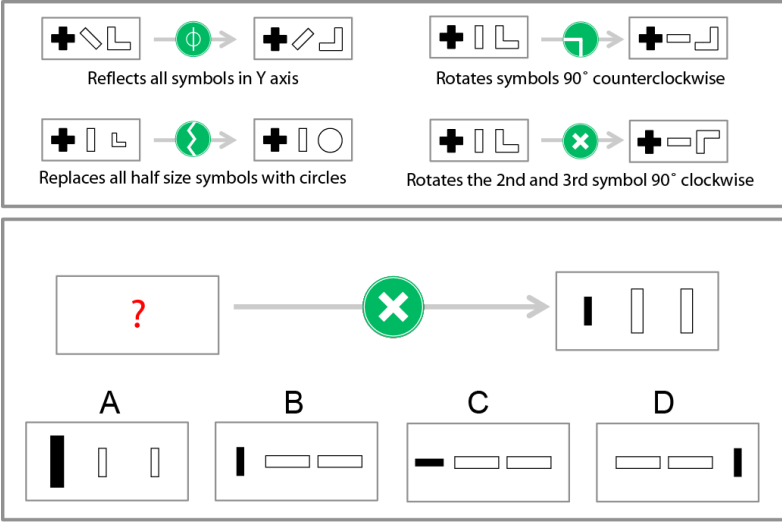 Reflects all symbols in Y axis
Rotates symbols 90˚ counterclockwise
Replaces all half size symbols with circles
Rotates the 2nd and 3rd symbol 90˚ clockwise
?
A
B
C
D